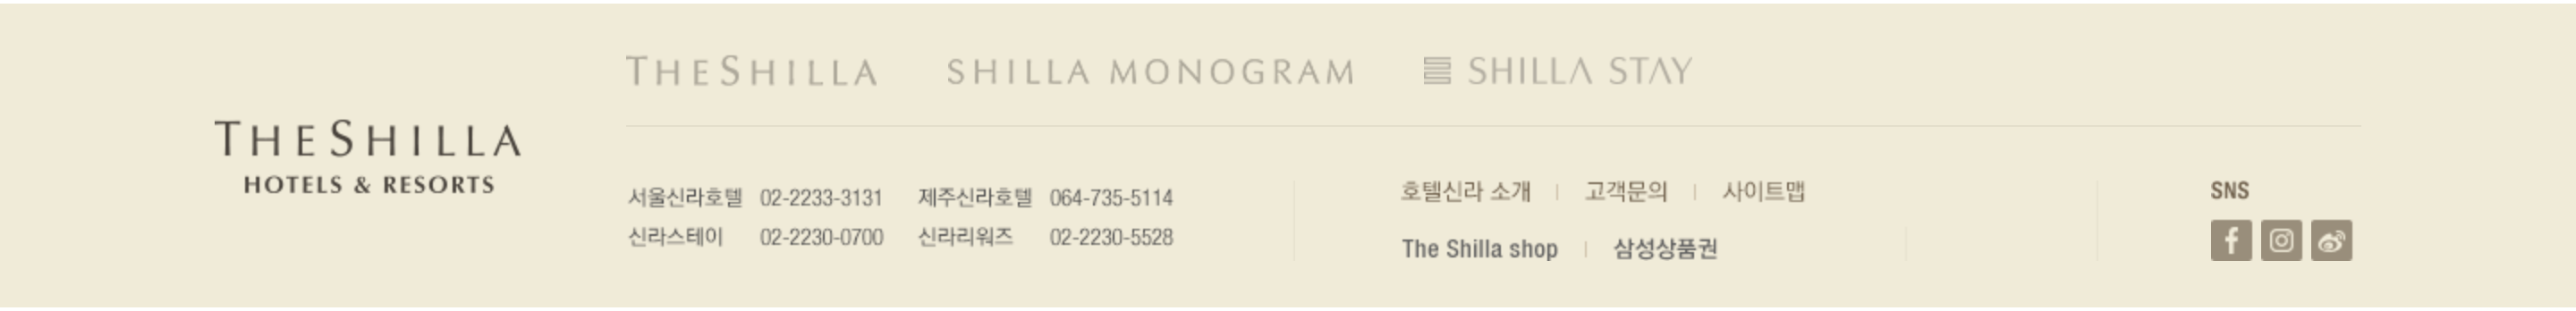 THE SHILLA
HOTELS & RESORTS
THE SHILLA SHILLA MONOGRAM SHILLA STAY
서울신라호텔 02-2233-3131 제주신라호텔 064-735-5114
신라스테이 02-2230-0700 신라리워즈 02-2230-5528
호텔신라 소개 | 고객문의 | 사이트맵
The Shilla shop | 삼성상품권
SNS